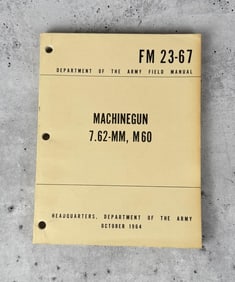 FM 23-67
DEPARTMENT OF THE ARMY FIELD MANUAL
MACHINEGUN
7.62-MM, M60
HEADQUARTERS, DEPARTMENT OF THE ARMY
OCTOBER 1964